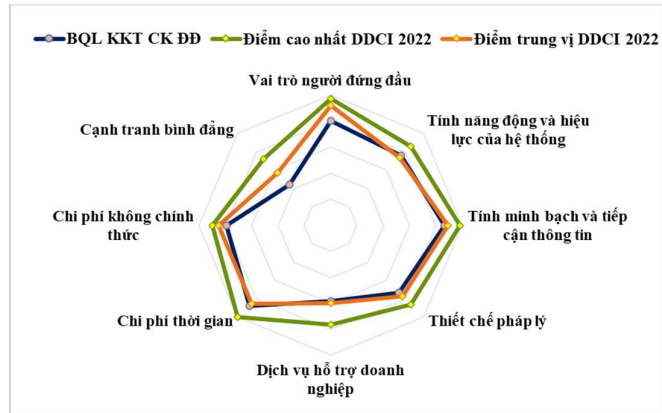 BQL KKT CK ĐĐ
Điểm cao nhất DDCI 2022
Điểm trung vị DDCI 2022
Vai trò người đứng đầu
Tính năng động và hiệu
lực của hệ thống
Tính minh bạch và tiếp
cận thông tin
Thiết chế pháp lý
Dịch vụ hỗ trợ doanh
nghiệp
Chi phí thời gian
Chi phí không chính
thức
Cạnh tranh bình đẳng